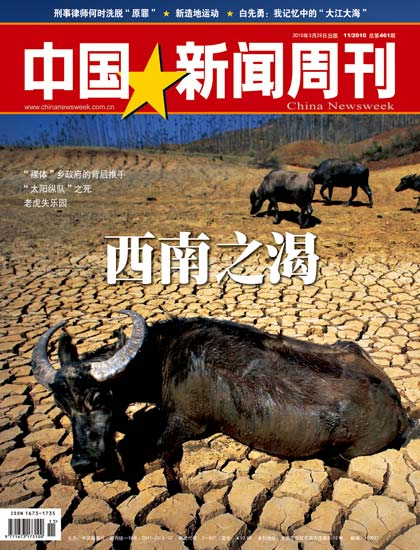 刑事律师何时洗脱“原罪” ★ 新造地运动 ★ 白先勇：我记忆中的“大江大海”
2010年3月29日出版 11/2010 总第461期
中国★新闻周刊
www.chinanewsweek.com.cn
China Newsweek
“裸体”乡政府的背后推手
“太阳纵队”之死
老虎失乐园
西南之渴
ISSN 1673-1735